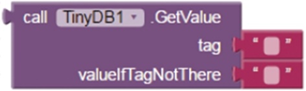 call TinyDB1 .GetValue
tag " "
valueIfTagNotThere " "